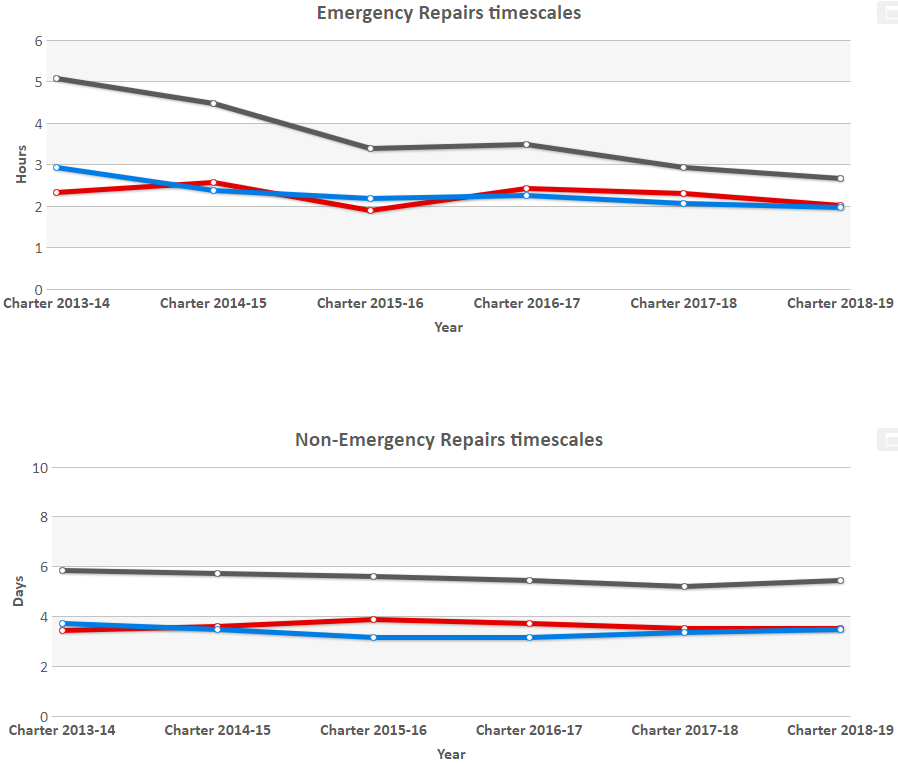 Emergency Repairs timescales
6
5
4
3
2
1
0
Hours
Charter 2013-14 Charter 2014-15 Charter 2015-16 Charter 2016-17 Charter 2017-18 Charter 2018-19
Year
Non-Emergency Repairs timescales
10
8
6
4
2
0
Days
Charter 2013-14 Charter 2014-15 Charter 2015-16 Charter 2016-17 Charter 2017-18 Charter 2018-19
Year